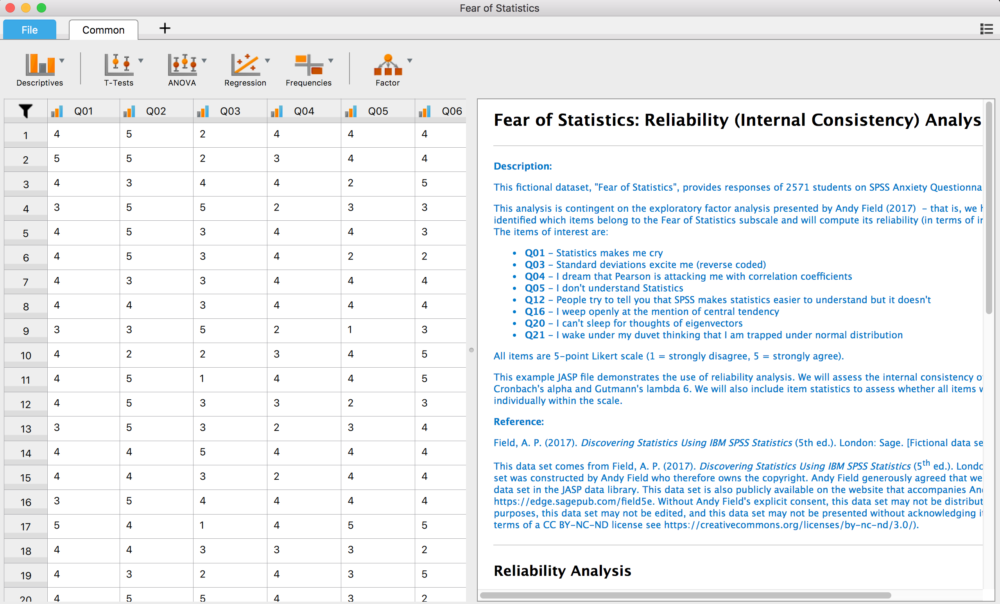 Fear of Statistics
File Common +
Descriptives T-Tests ANOVA Regression Frequencies Factor
Q01 Q02 Q03 Q04 Q05 Q06
1 4 5 2 4 4 4
2 5 5 2 3 4 4
3 4 3 4 4 2 5
4 3 5 5 2 3 3
5 4 5 3 4 4 3
6 4 5 3 4 2 2
7 4 3 3 4 4 4
8 4 4 3 4 4 4
9 3 3 5 2 1 3
10 4 2 2 3 4 5
11 4 5 1 4 4 5
12 4 5 3 3 2 3
13 3 5 3 2 3 4
14 4 4 5 4 4 4
15 4 4 3 2 4 4
16 3 5 4 4 4 4
17 5 4 1 4 5 5
18 4 4 3 3 3 2
19 4 3 2 4 3 5
20 4 5 5 4 3 2
Fear of Statistics: Reliability (Internal Consistency) Analys
Description:
This fictional dataset, "Fear of Statistics", provides responses of 2571 students on SPSS Anxiety Questionna
This analysis is contingent on the exploratory factor analysis presented by Andy Field (2017) – that is, we
identified which items belong to the Fear of Statistics subscale and will compute its reliability (in terms of
The items of interest are:
• Q01 – Statistics makes me cry
• Q03 – Standard deviations excite me (reverse coded)
• Q04 – I dream that Pearson is attacking me with correlation coefficients
• Q05 – I don't understand Statistics
• Q12 – People try to tell you that SPSS makes statistics easier to understand but it doesn't
• Q16 – I weep openly at the mention of central tendency
• Q20 – I can't sleep for thoughts of eigenvectors
• Q21 – I wake under my duvet thinking that I am trapped under normal distribution
All items are 5-point Likert scale (1 = strongly disagree, 5 = strongly agree).
This example JASP file demonstrates the use of reliability analysis. We will assess the internal consistency o
Cronbach's alpha and Gutmann's lambda 6. We will also include item statistics to assess whether all items
individually within the scale.
Reference:
Field, A. P. (2017). Discovering Statistics Using IBM SPSS Statistics (5th ed.). London: Sage. [Fictional data se
This data set comes from Field, A. P. (2017). Discovering Statistics Using IBM SPSS Statistics (5th ed.). Londo
set was constructed by Andy Field who therefore owns the copyright. Andy Field generously agreed that we
data set in the JASP data library. This data set is also publicly available on the website that accompanies An
https://edge.sagepub.com/field5e. Without Andy Field's explicit consent, this data set may not be distribut
purposes, this data set may not be edited, and this data set may not be presented without acknowledging i
terms of a CC BY-NC-ND license see https://creativecommons.org/licenses/by-nc-nd/3.0/).
Reliability Analysis